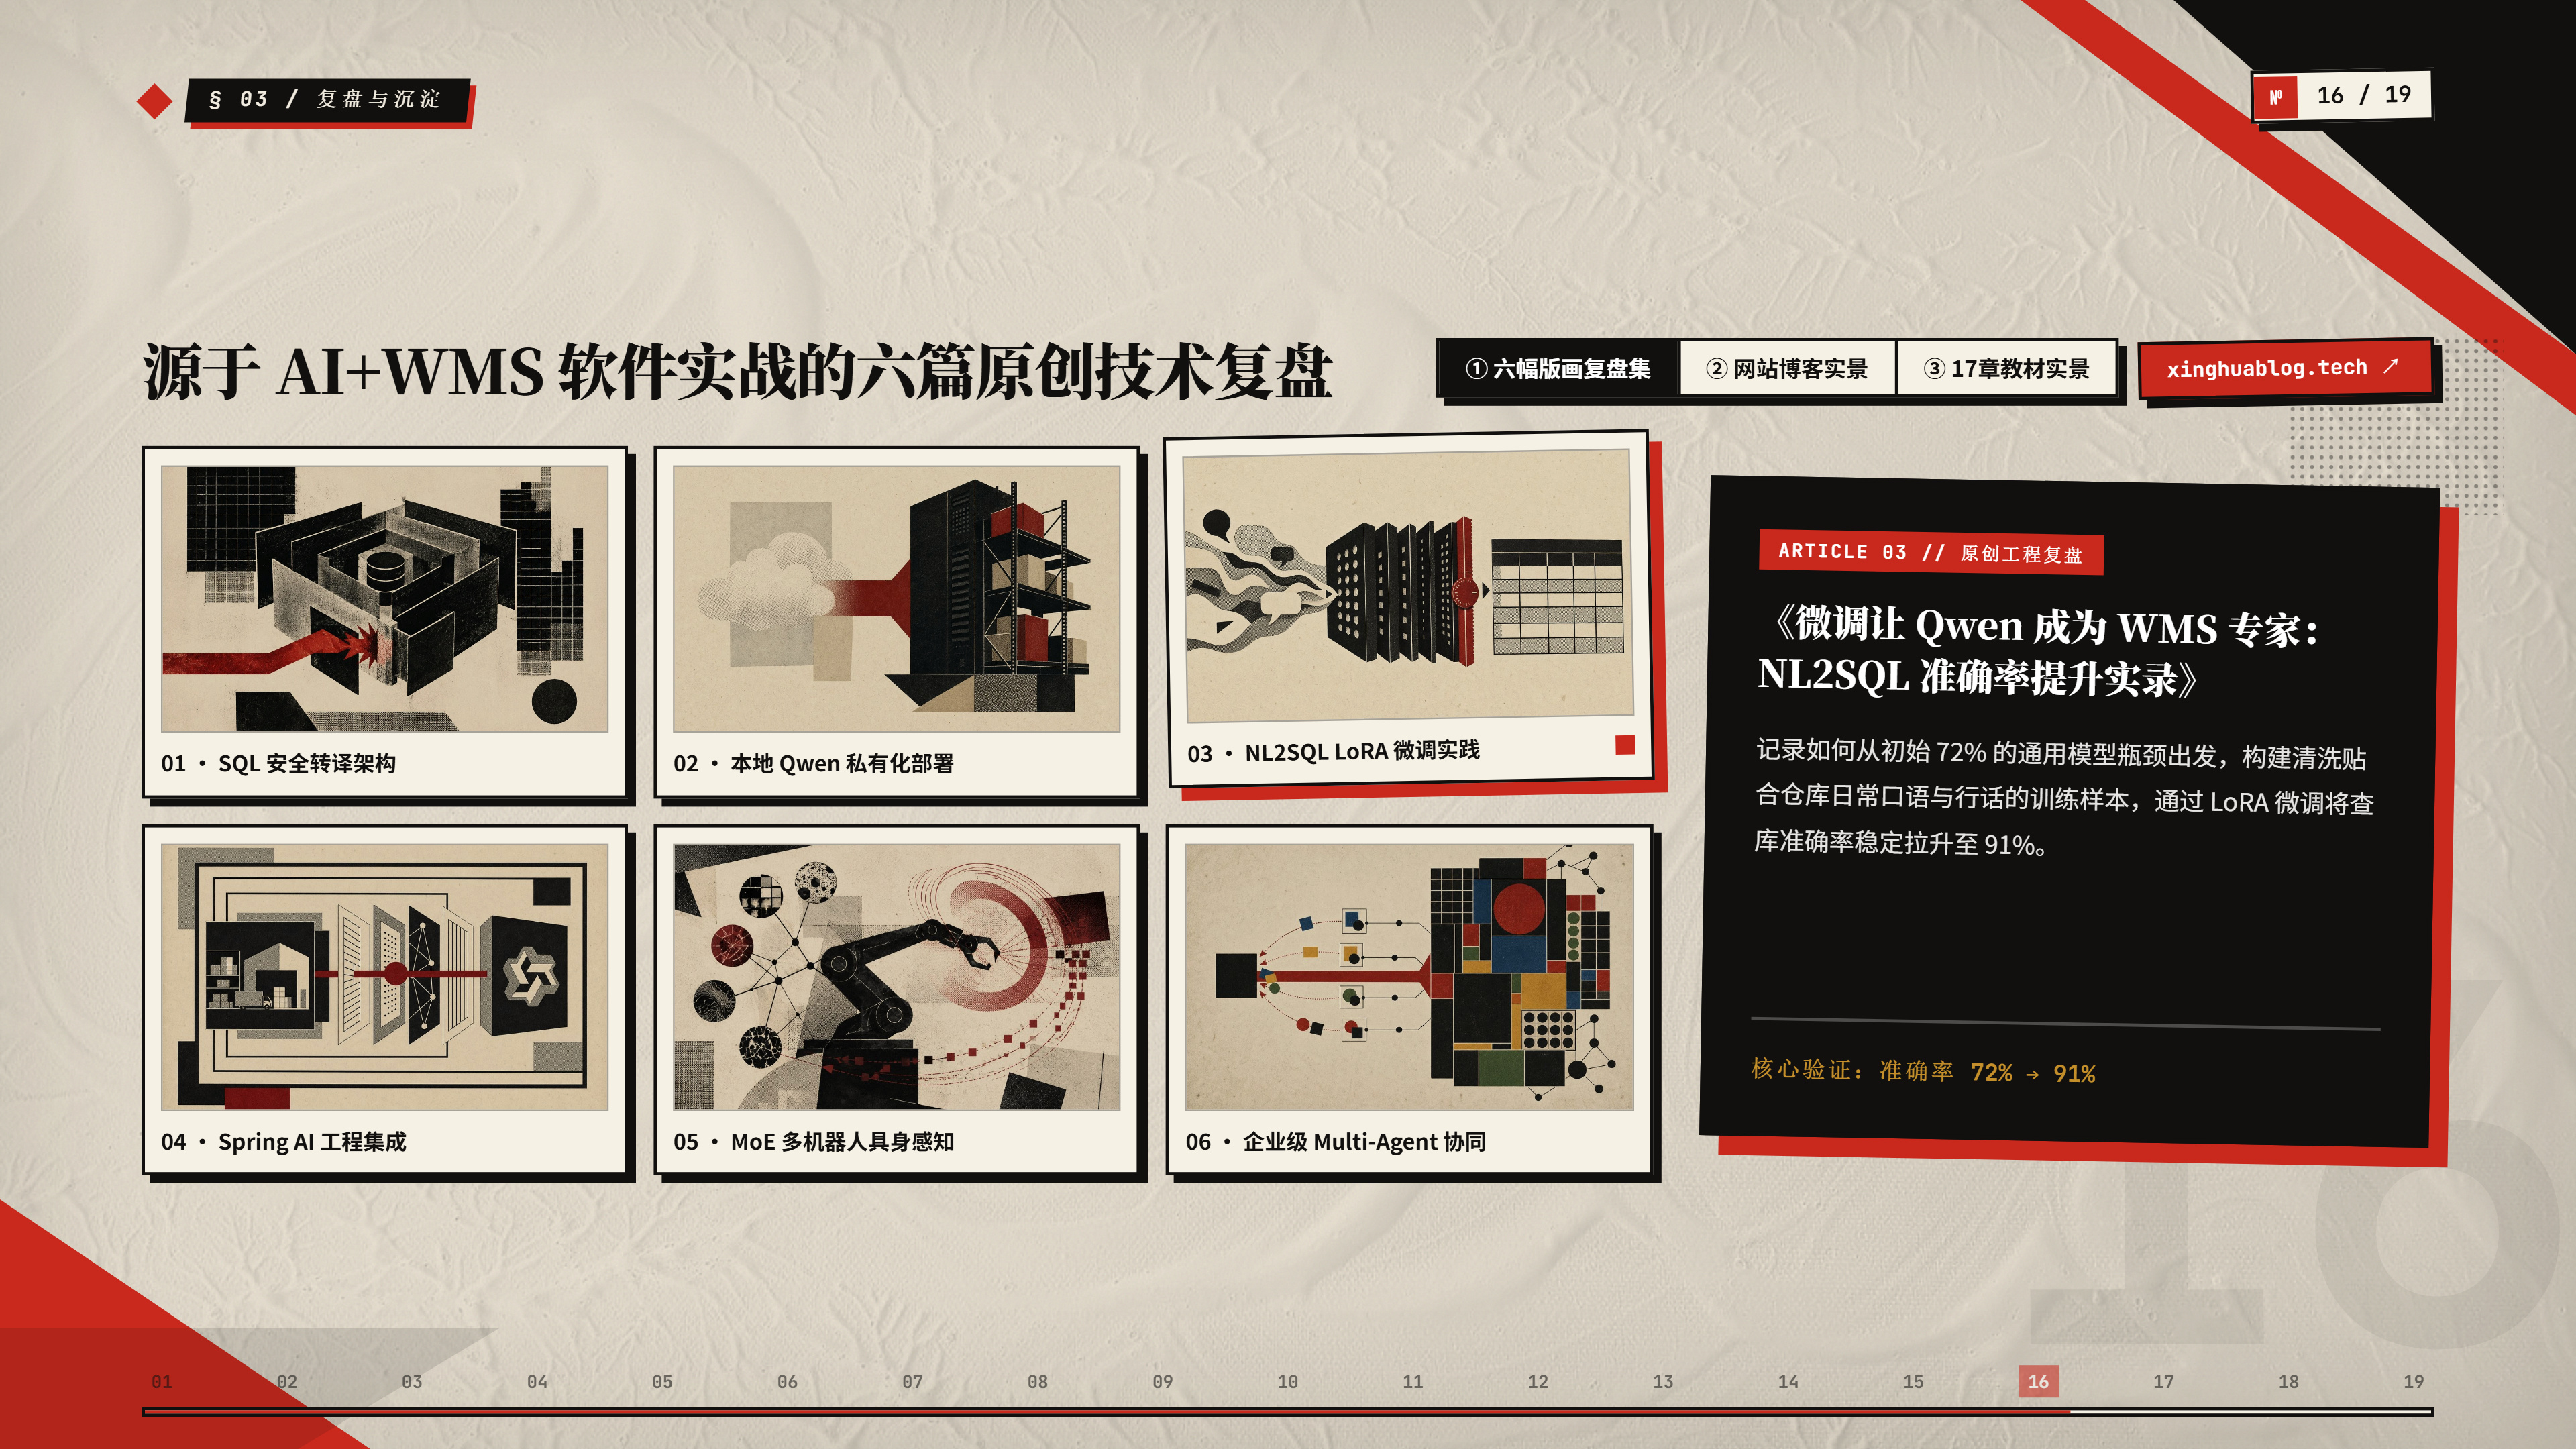 § 03 / 复盘与沉淀
Nº 16 / 19
源于 AI+WMS 软件实战的六篇原创技术复盘
① 六幅版画复盘集
② 网站博客实景
③ 17章教材实景
xinghuablog.tech ↗
01 · SQL 安全转译架构
02 · 本地 Qwen 私有化部署
03 · NL2SQL LoRA 微调实践
04 · Spring AI 工程集成
05 · MoE 多机器人具身感知
06 · 企业级 Multi-Agent 协同
ARTICLE 03 // 原创工程复盘
《微调让 Qwen 成为 WMS 专家：
NL2SQL 准确率提升实录》
记录如何从初始 72% 的通用模型瓶颈出发，构建清洗贴
合仓库日常口语与行话的训练样本，通过 LoRA 微调将查
库准确率稳定拉升至 91%。
核心验证：准确率 72% → 91%
16
01 02 03 04 05 06 07 08 09 10 11 12 13 14 15 16 17 18 19